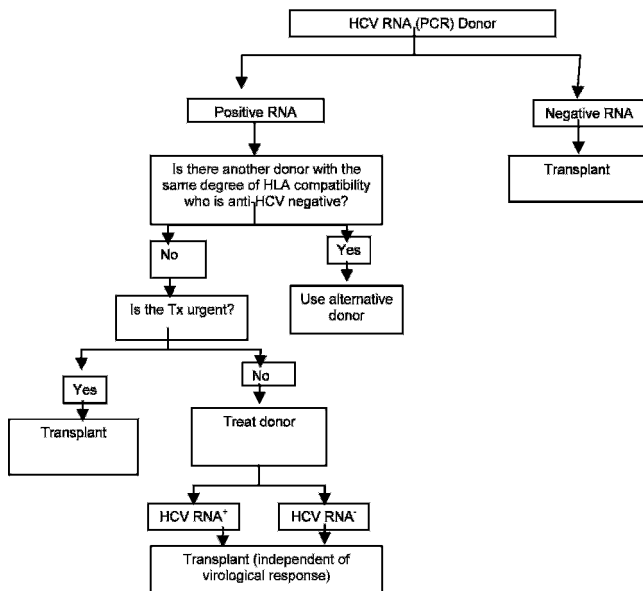 HCV RNA (PCR) Donor
Positive RNA
Negative RNA
Is there another donor with the
same degree of HLA compatibility
who is anti-HCV negative?
Transplant
No
Yes
Is the Tx urgent?
Use alternative
donor
Yes
No
Transplant
Treat donor
HCV RNA⁺
HCV RNA⁻
Transplant (independent of
virological response)